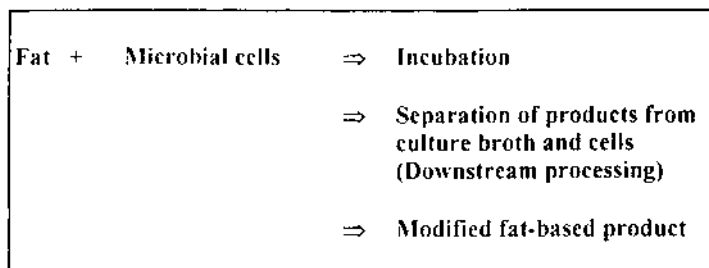 Fat + Microbial cells ⇒ Incubation
⇒ Separation of products from
culture broth and cells
(Downstream processing)
⇒ Modified fat-based product